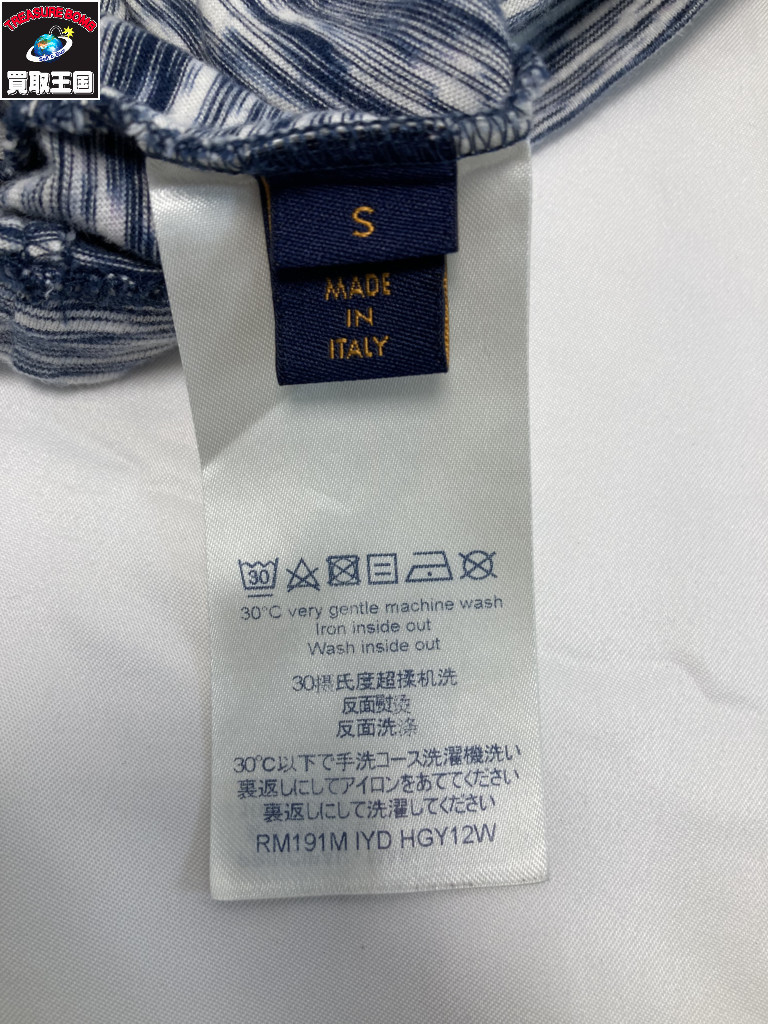 TREASURE BOMB
買取王国
S
MADE
IN
ITALY
30
30°C very gentle machine wash
Iron inside out
Wash inside out
30摄氏度超揉机洗
反面熨烫
反面洗涤
30℃以下で手洗コース洗濯機洗い
裏返しにしてアイロンをあててください
裏返しにして洗濯してください
RM191M IYD HGY12W